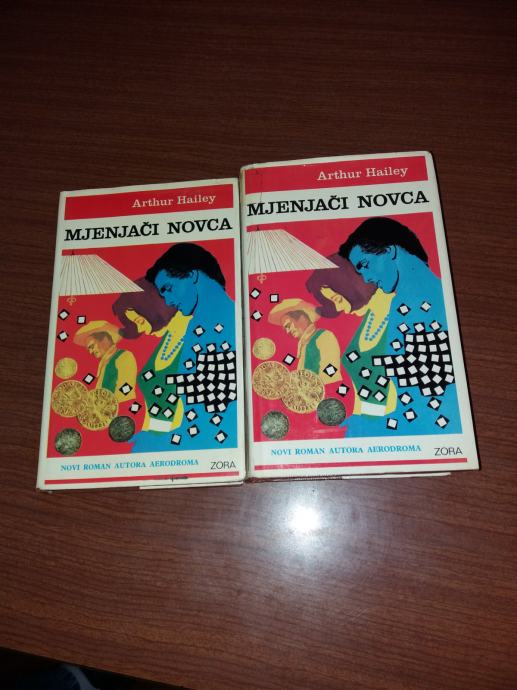 Arthur Hailey
MJENJAČI NOVCA
NOVI ROMAN AUTORA AERODROMA
ZORA
Arthur Hailey
MJENJAČI NOVCA
NOVI ROMAN AUTORA AERODROMA
ZORA